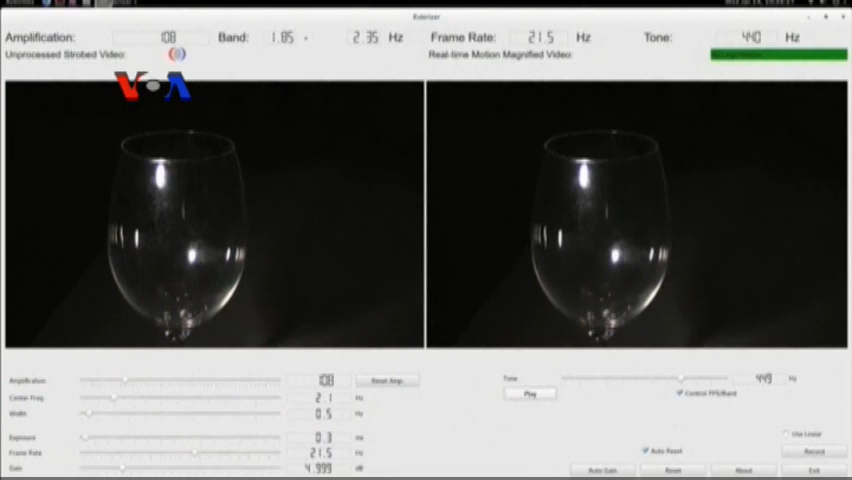 Amplification: 108 Band: 1.85 - 2.35 Hz Frame Rate: 21.5 Hz Tone: 440 Hz
Unprocessed Strobed Video: Real-time Motion Magnified Video:
VOA
Amplification 108 Reset Amp. Tone 449 Hz
Center Freq 2.1 Hz Play Control FPS/Band
Width 0.5 Hz
Exposure 0.3 ms Use Linear
Frame Rate 21.5 Hz Auto Reset Record
Gain 4.999 dB Auto Gain Reset About Exit